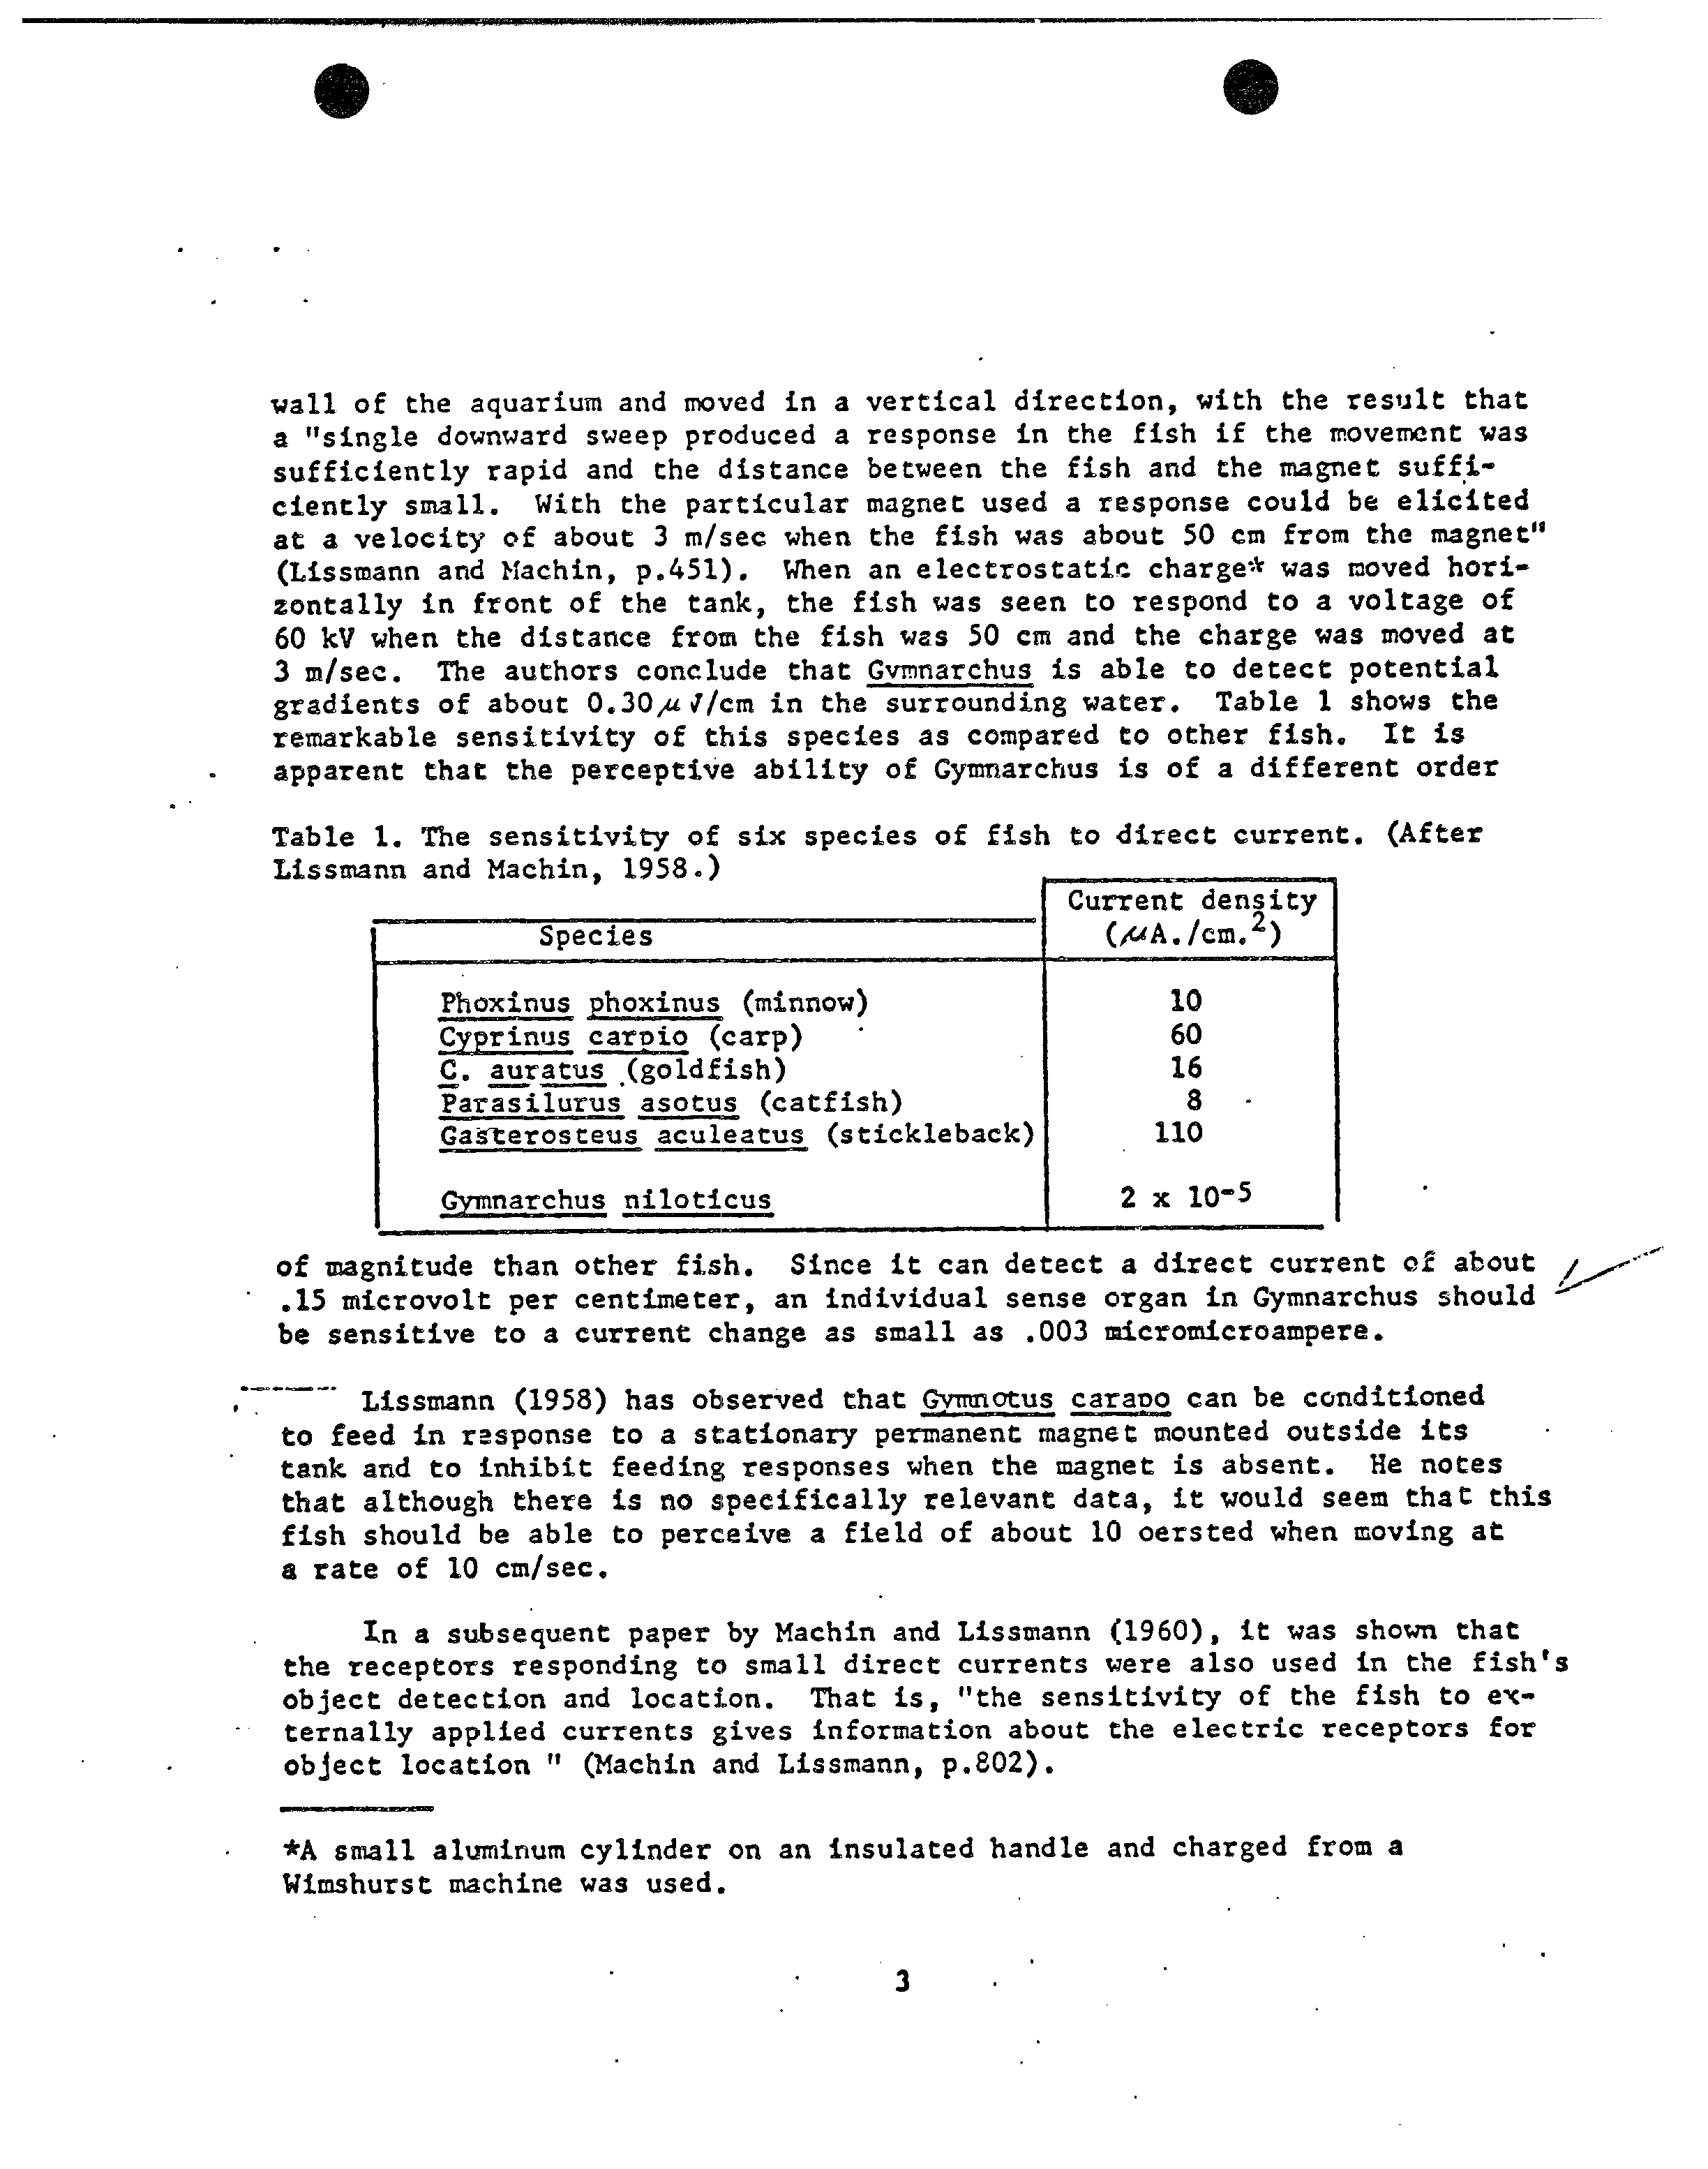 wall of the aquarium and moved in a vertical direction, with the result that
a "single downward sweep produced a response in the fish if the movement was
sufficiently rapid and the distance between the fish and the magnet suffi-
ciently small. With the particular magnet used a response could be elicited
at a velocity of about 3 m/sec when the fish was about 50 cm from the magnet"
(Lissmann and Machin, p.451). When an electrostatic charge* was moved hori-
zontally in front of the tank, the fish was seen to respond to a voltage of
60 kV when the distance from the fish was 50 cm and the charge was moved at
3 m/sec. The authors conclude that Gymnarchus is able to detect potential
gradients of about 0.30 μV/cm in the surrounding water. Table 1 shows the
remarkable sensitivity of this species as compared to other fish. It is
apparent that the perceptive ability of Gymnarchus is of a different order
Table 1. The sensitivity of six species of fish to direct current. (After
Lissmann and Machin, 1958.)
Current density
Species (μA./cm.²)
Phoxinus phoxinus (minnow) 10
Cyprinus carpio (carp) 60
C. auratus (goldfish) 16
Parasilurus asotus (catfish) 8
Gasterosteus aculeatus (stickleback) 110
Gymnarchus niloticus 2 x 10-5
of magnitude than other fish. Since it can detect a direct current of about
.15 microvolt per centimeter, an individual sense organ in Gymnarchus should
be sensitive to a current change as small as .003 micromicroampere.
Lissmann (1958) has observed that Gymnotus carapo can be conditioned
to feed in response to a stationary permanent magnet mounted outside its
tank and to inhibit feeding responses when the magnet is absent. He notes
that although there is no specifically relevant data, it would seem that this
fish should be able to perceive a field of about 10 oersted when moving at
a rate of 10 cm/sec.
In a subsequent paper by Machin and Lissmann (1960), it was shown that
the receptors responding to small direct currents were also used in the fish's
object detection and location. That is, "the sensitivity of the fish to ex-
ternally applied currents gives information about the electric receptors for
object location " (Machin and Lissmann, p.802).
*A small aluminum cylinder on an insulated handle and charged from a
Wimshurst machine was used.
3